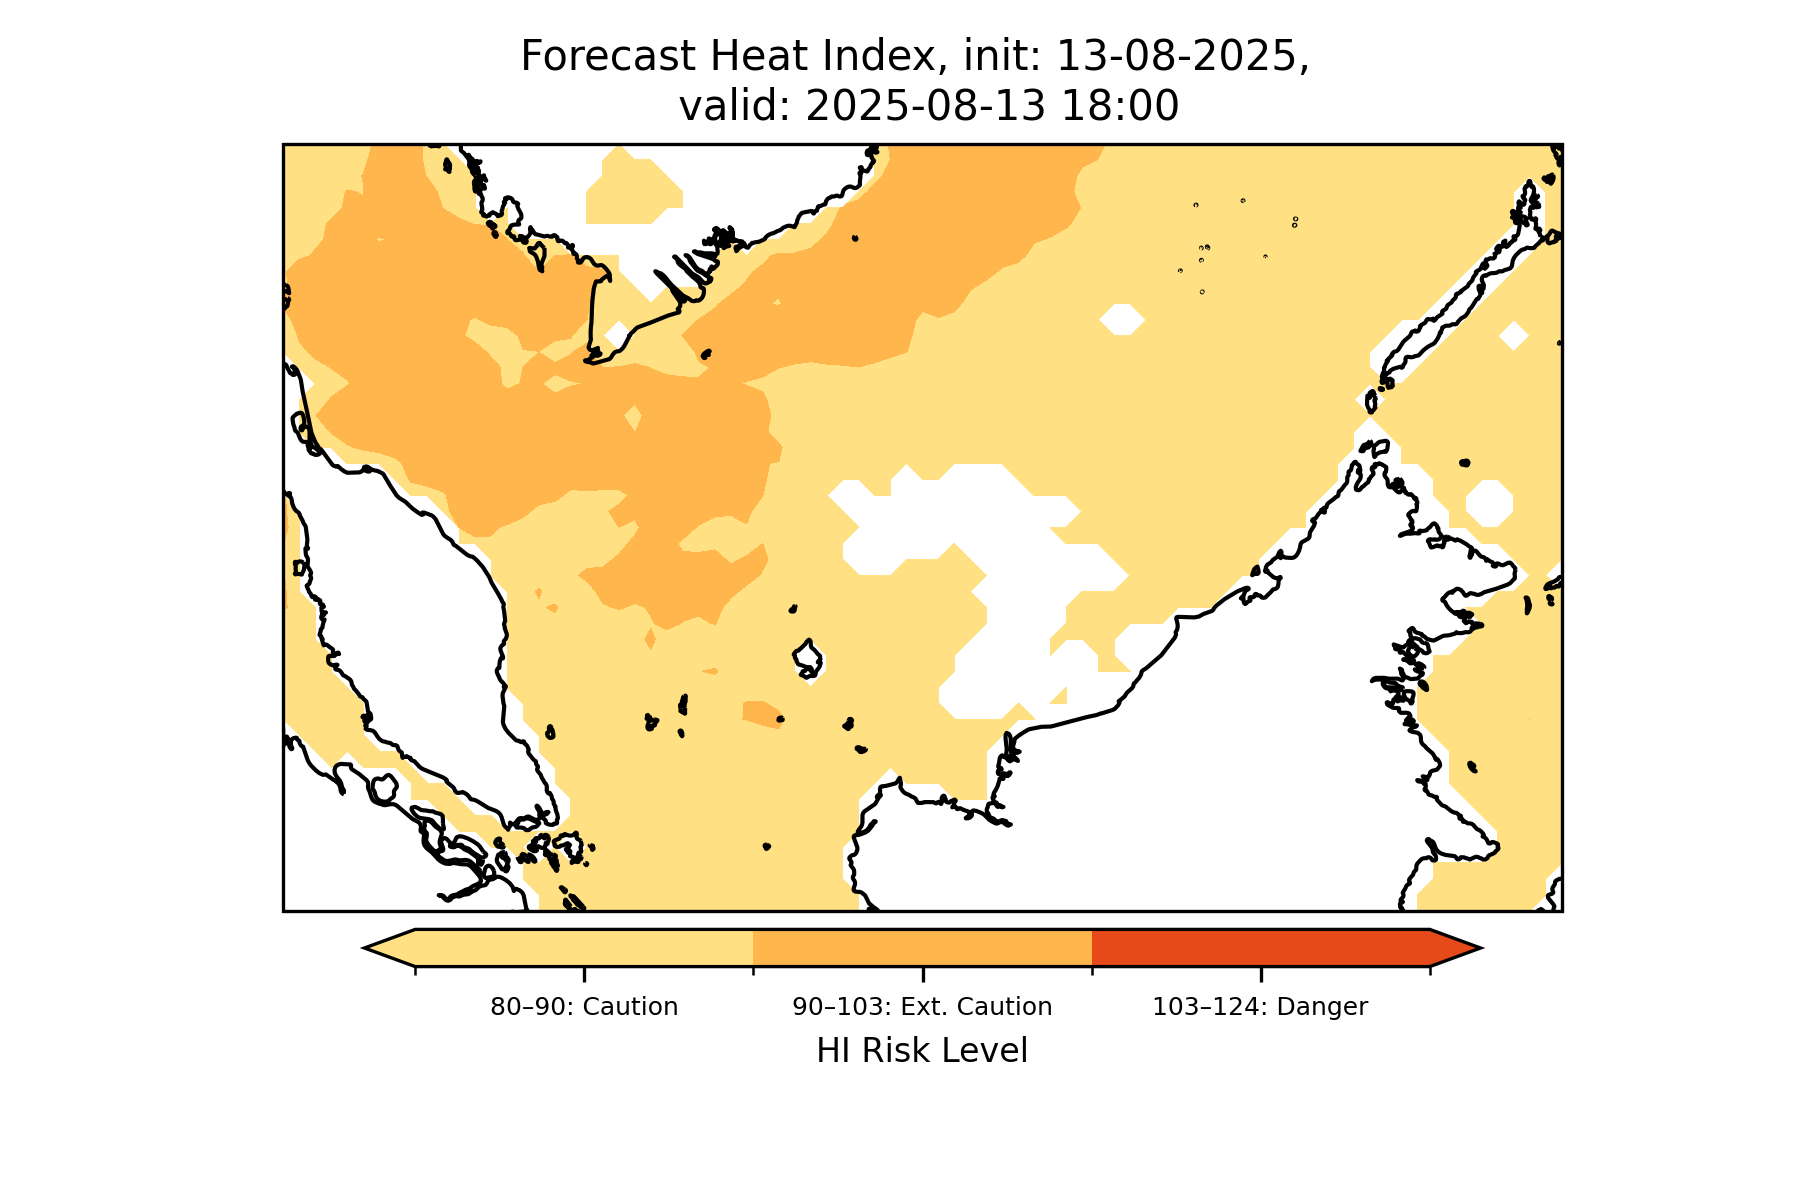 Forecast Heat Index, init: 13-08-2025,
valid: 2025-08-13 18:00
80–90: Caution
90–103: Ext. Caution
103–124: Danger
HI Risk Level